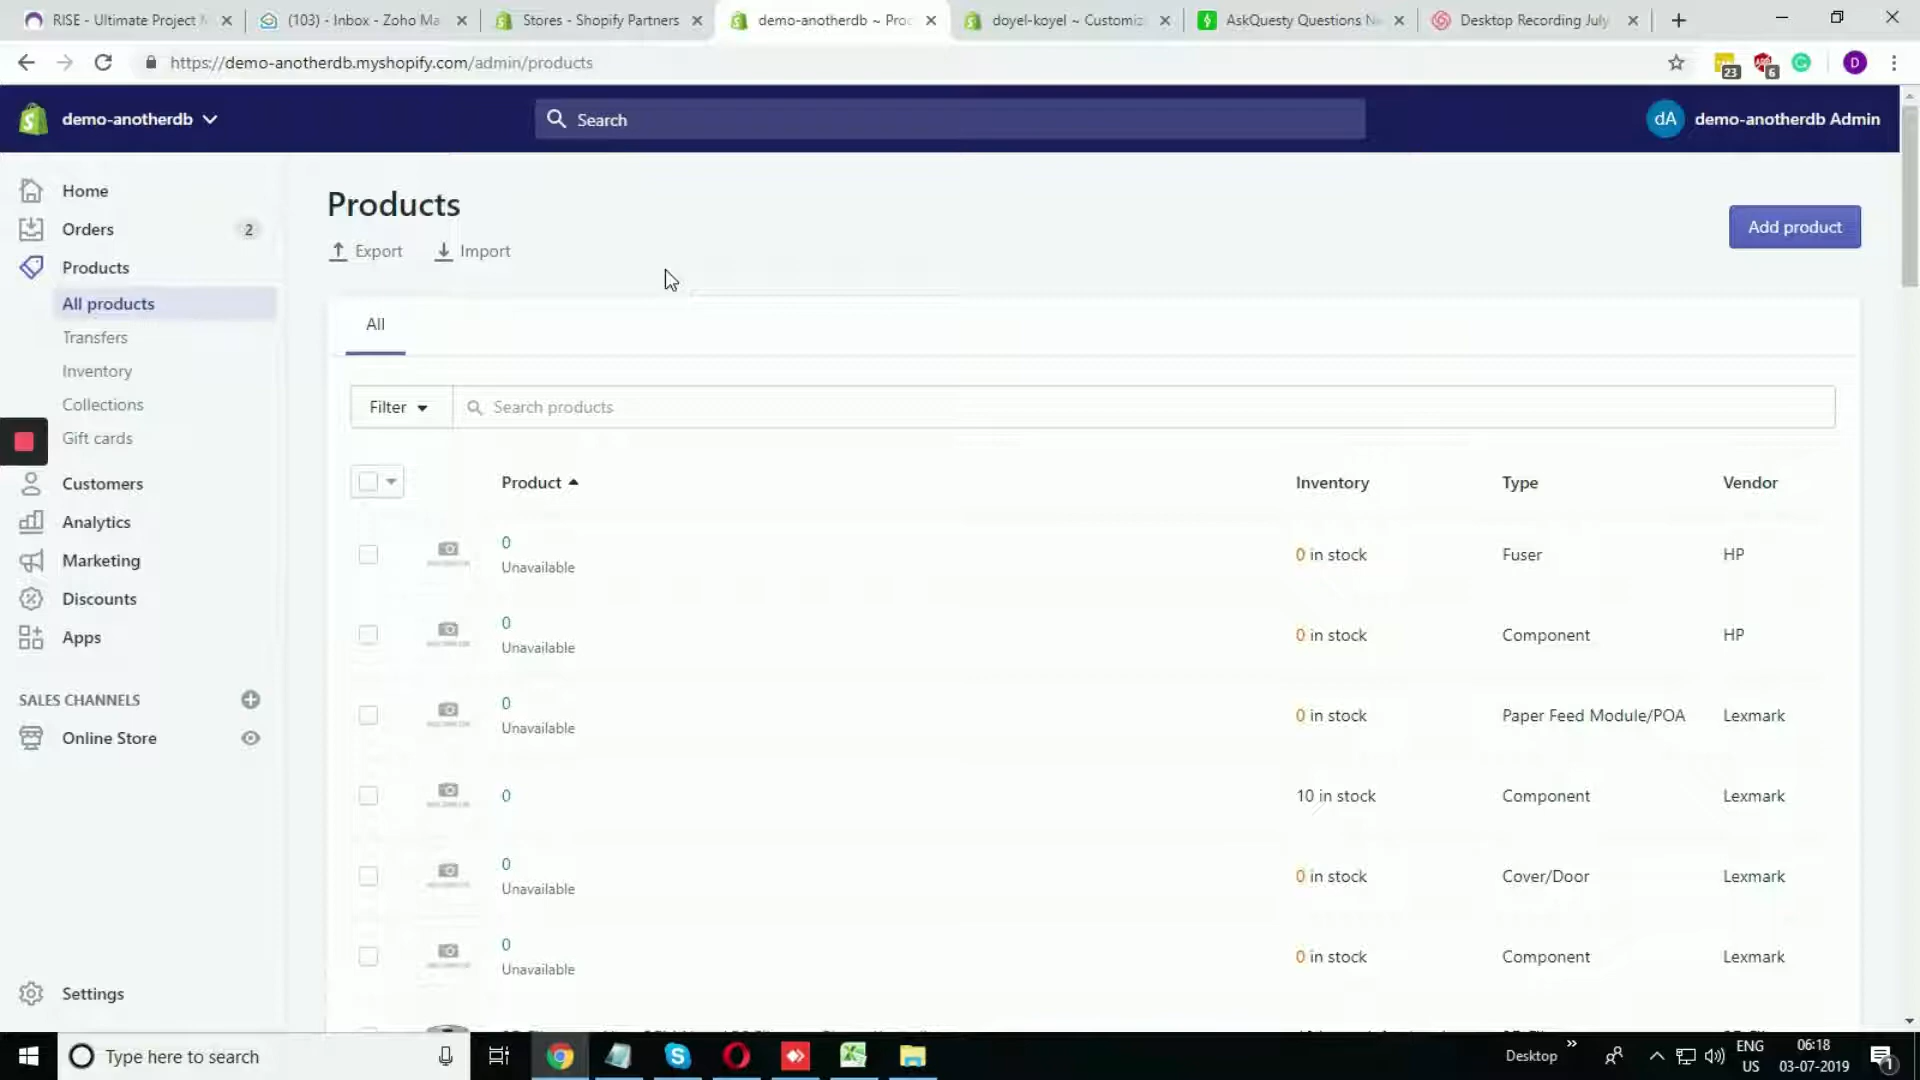 RISE - Ultimate Project
(103) - Inbox - Zoho Ma
Stores - Shopify Partners
demo-anotherdb ~ Proc
doyel-koyel ~ Customiz
AskQuesty Questions
Desktop Recording July
https://demo-anotherdb.myshopify.com/admin/products
23
6
D
demo-anotherdb
Search
dA
demo-anotherdb Admin
Home
Orders
2
Products
All products
Transfers
Inventory
Collections
Gift cards
Customers
Analytics
Marketing
Discounts
Apps
SALES CHANNELS
Online Store
Settings
Products
Export
Import
Add product
All
Filter
Search products
Product
Inventory
Type
Vendor
0
Unavailable
0 in stock
Fuser
HP
0
Unavailable
0 in stock
Component
HP
0
Unavailable
0 in stock
Paper Feed Module/POA
Lexmark
0
10 in stock
Component
Lexmark
0
Unavailable
0 in stock
Cover/Door
Lexmark
0
Unavailable
0 in stock
Component
Lexmark
Type here to search
Desktop
ENG
US
06:18
03-07-2019
1